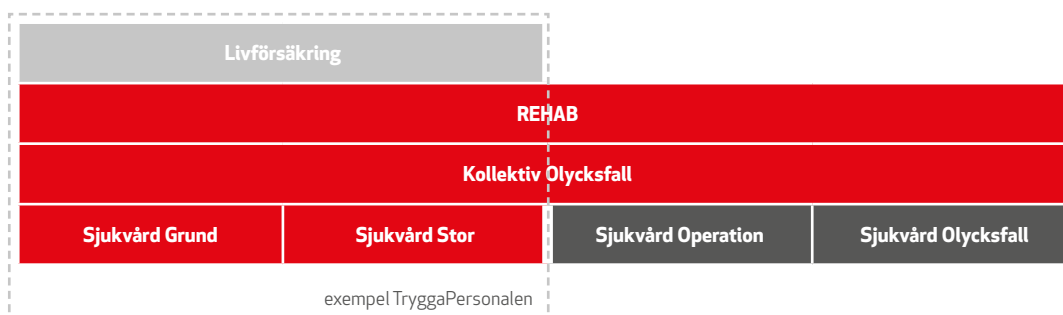 Livförsäkring
REHAB
Kollektiv Olycksfall
Sjukvård Grund
Sjukvård Stor
Sjukvård Operation
Sjukvård Olycksfall
exempel TryggaPersonalen